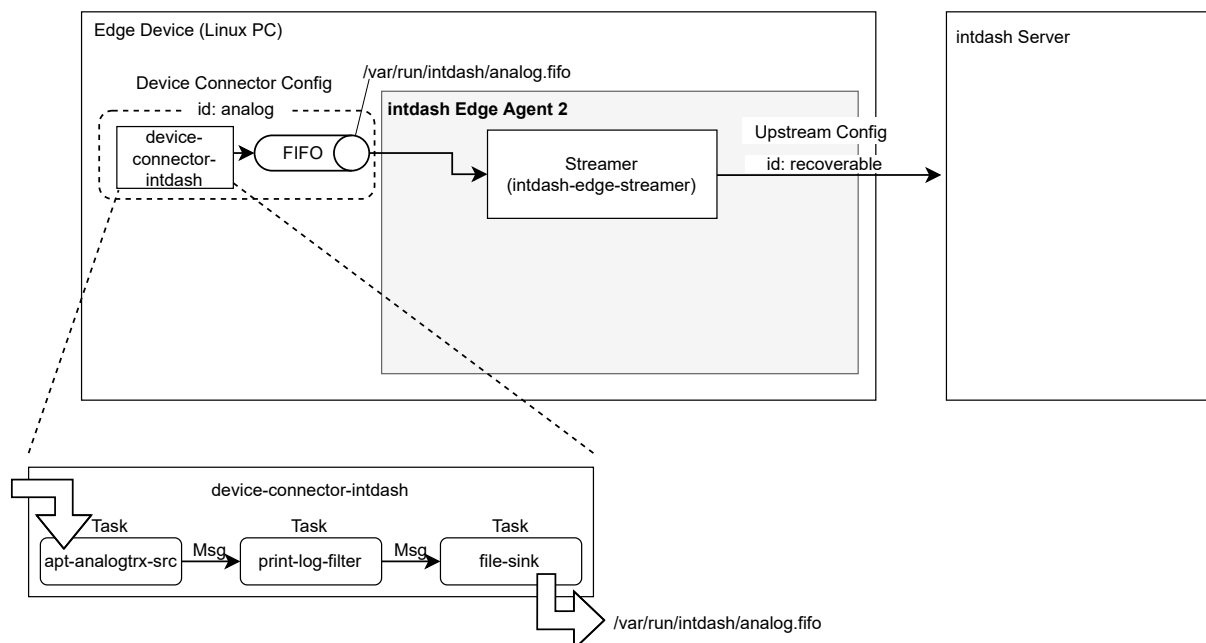 Edge Device (Linux PC)
intdash Server
/var/run/intdash/analog.fifo
Device Connector Config
id: analog
intdash Edge Agent 2
device-
connector-
intdash
FIFO
Streamer
(intdash-edge-streamer)
Upstream Config
id: recoverable
device-connector-intdash
Task
Task
Task
apt-analogtrx-src
Msg
print-log-filter
Msg
file-sink
/var/run/intdash/analog.fifo